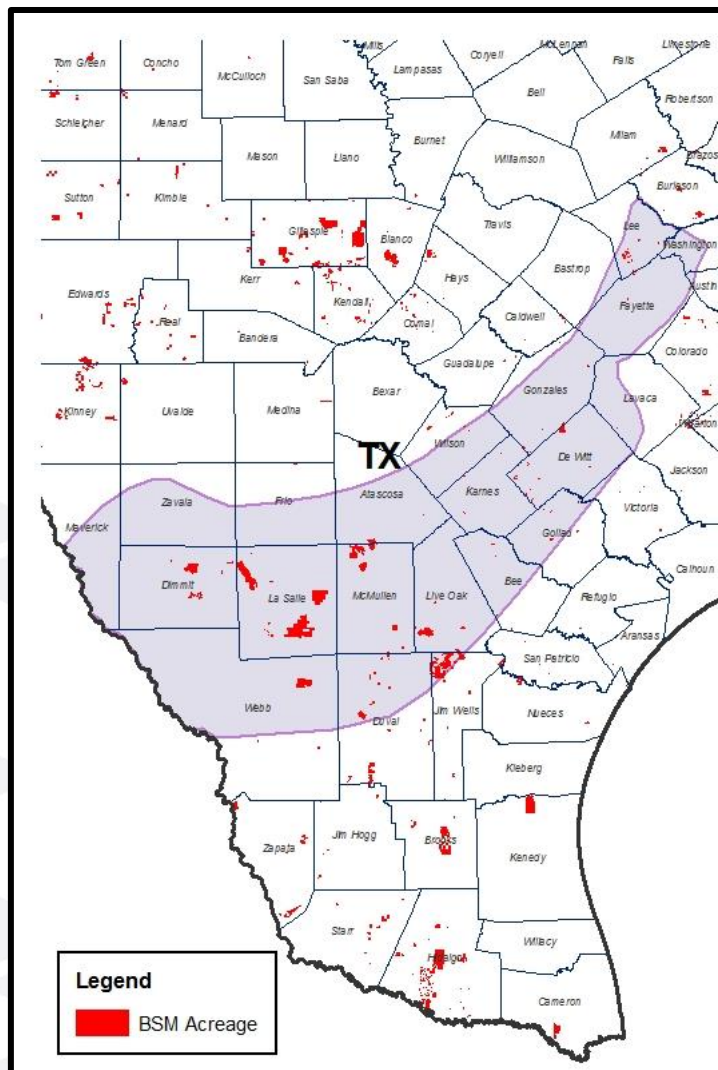 Mills
Coryell
McLennan
Limestone
Tom Green
Concho
McCulloch
San Saba
Lampasas
Falls
Bell
Robertson
Schleicher
Menard
Burnet
Milam
Mason
Llano
Williamson
Brazos
Burleson
Sutton
Kimble
Gillespie
Blanco
Travis
Lee
Washington
Hays
Bastrop
Kerr
Austin
Edwards
Real
Kendall
Fayette
Bandera
Comal
Caldwell
Colorado
Guadalupe
Bexar
Gonzales
Lavaca
Kinney
Uvalde
Medina
Wharton
Wilson
TX
De Witt
Jackson
Zavala
Frio
Atascosa
Karnes
Victoria
Maverick
Goliad
Calhoun
Dimmit
La Salle
McMullen
Live Oak
Bee
Refugio
Aransas
San Patricio
Webb
Duval
Jim Wells
Nueces
Kleberg
Zapata
Jim Hogg
Brooks
Kenedy
Starr
Hidalgo
Willacy
Cameron
Legend
BSM Acreage